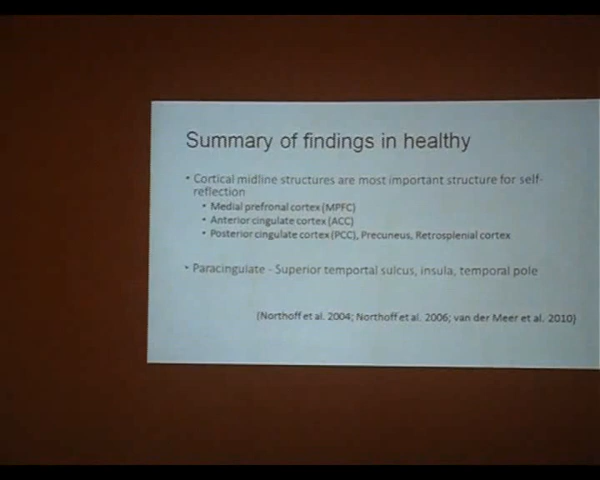 Summary of findings in healthy
• Cortical midline structures are most important structure for self-
reflection
• Medial prefronal cortex (MPFC)
• Anterior cingulate cortex (ACC)
• Posterior cingulate cortex (PCC), Precuneus, Retrosplenial cortex
• Paracingulate - Superior temportal sulcus, insula, temporal pole
(Northoff et al. 2004; Northoff et al. 2006; van der Meer et al. 2010)